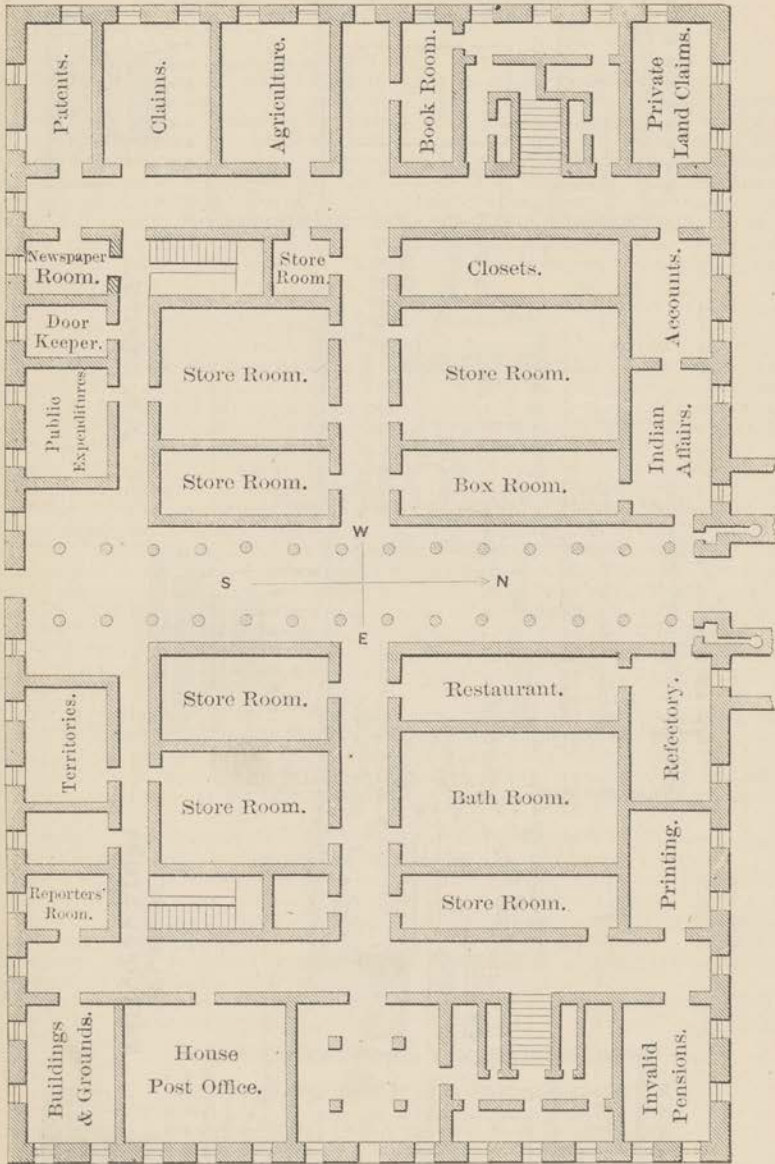 Patents.
Claims.
Agriculture.
Book Room.
Private
Land Claims.
Newspaper
Room.
Store
Room.
Closets.
Accounts.
Door
Keeper.
Public
Expenditures
Store Room.
Store Room.
Indian
Affairs.
Store Room.
Box Room.
W
S
N
E
Store Room.
Restaurant.
Refectory.
Territories.
Store Room.
Bath Room.
Printing.
Reporters'
Room.
Store Room.
Buildings
& Grounds.
House
Post Office.
Invalid
Pensions.